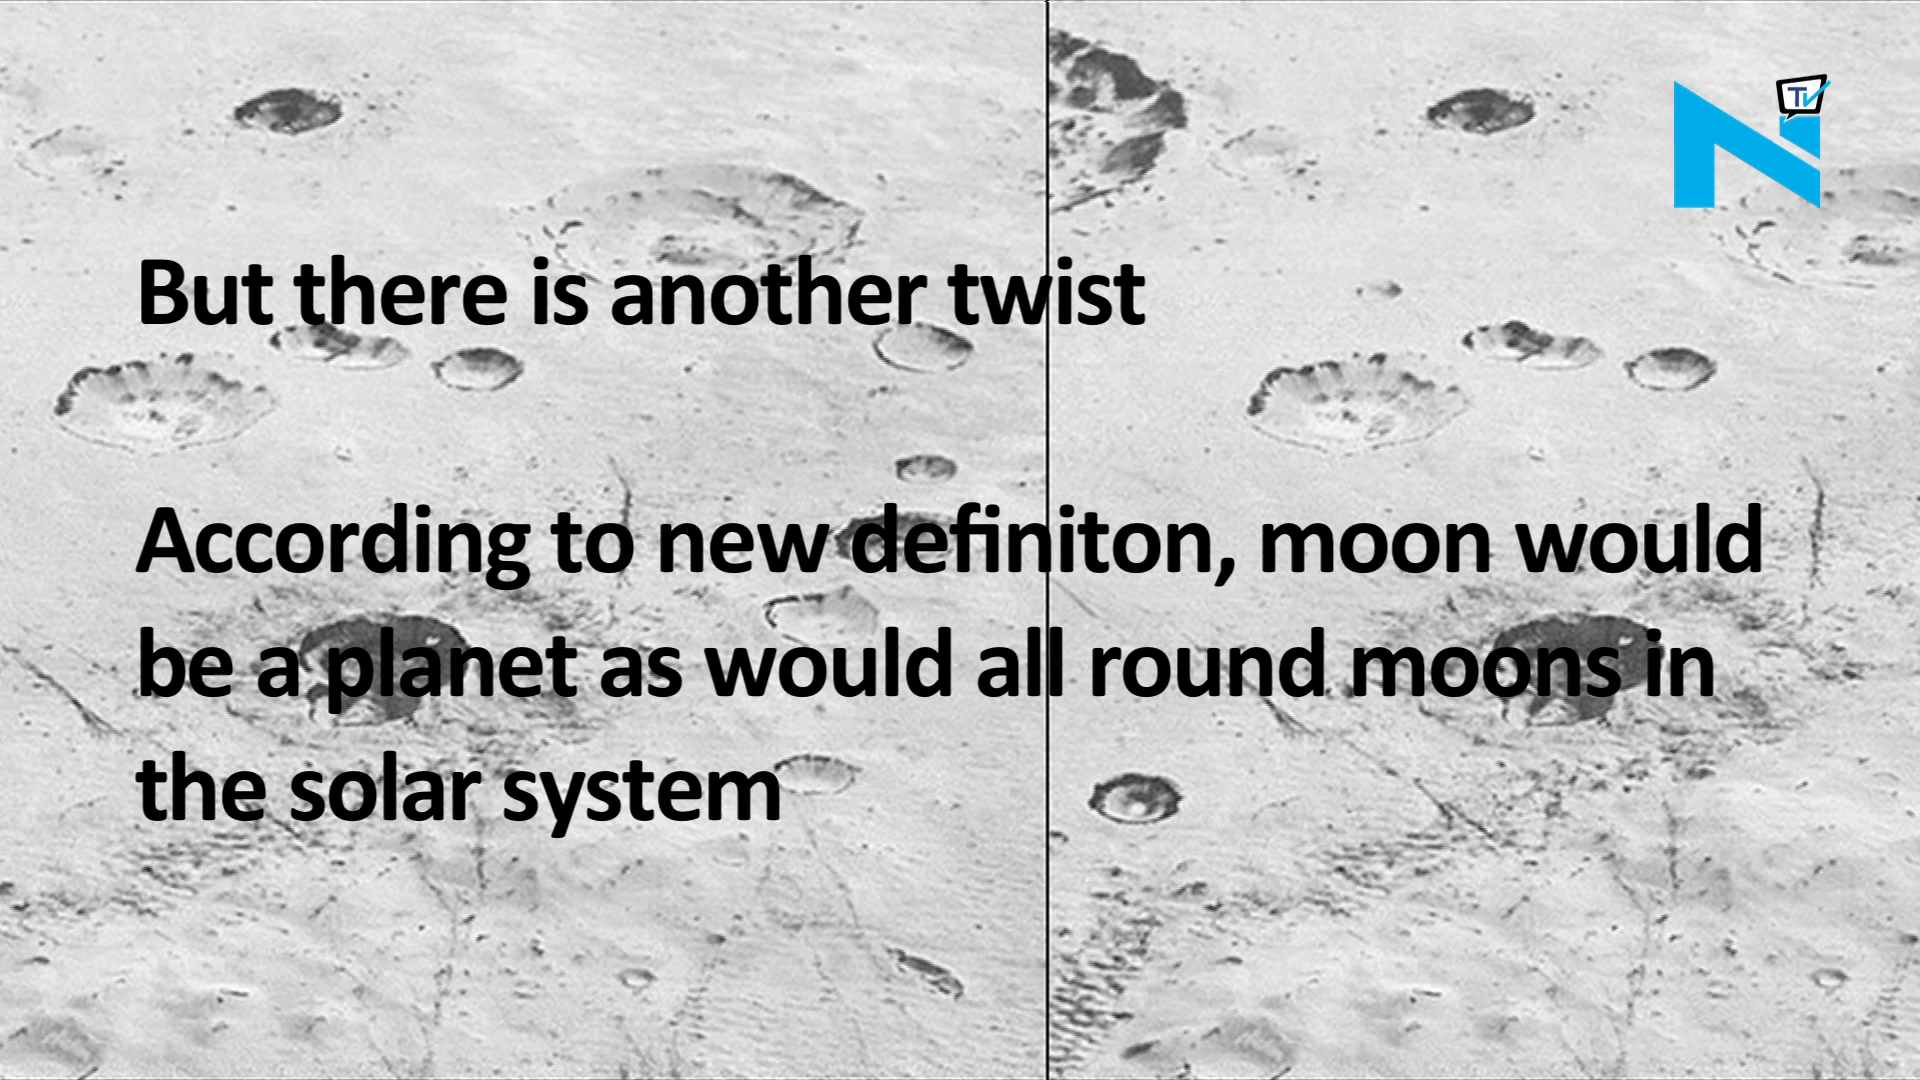 TV
But there is another twist
According to new definiton, moon would
be a planet as would all round moons in
the solar system